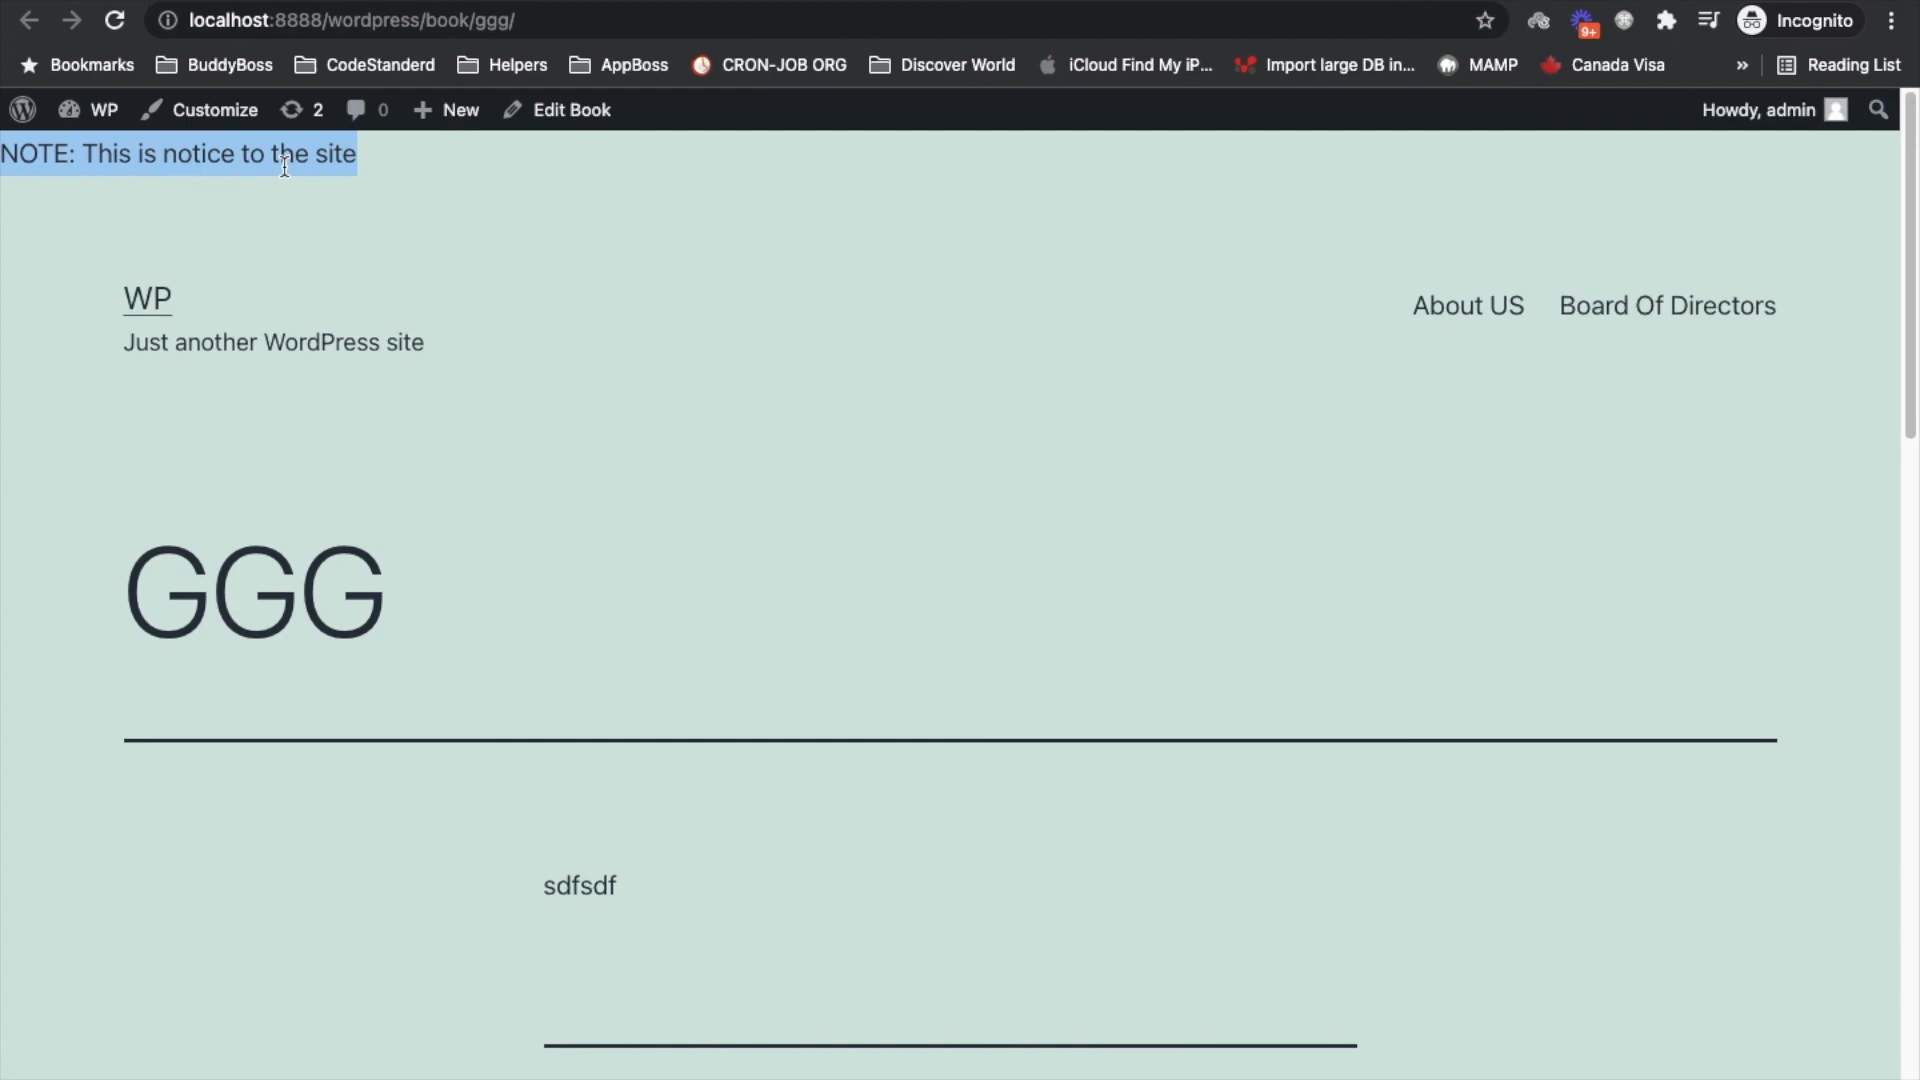 localhost:8888/wordpress/book/ggg/
9+
Incognito
Bookmarks BuddyBoss CodeStanderd Helpers AppBoss CRON-JOB ORG Discover World iCloud Find My iP... Import large DB in... MAMP Canada Visa » Reading List
WP Customize 2 0 New Edit Book Howdy, admin
NOTE: This is notice to the site
WP
About US Board Of Directors
Just another WordPress site
GGG
sdfsdf